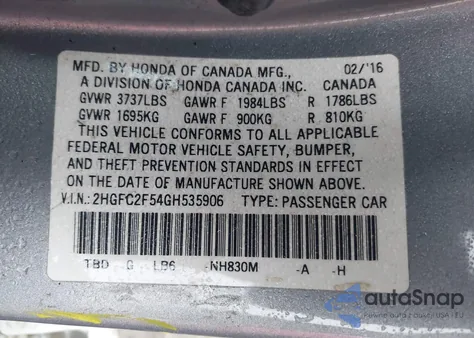 MFD. BY HONDA OF CANADA MFG., 02/'16
A DIVISION OF HONDA CANADA INC. CANADA
GVWR 3737LBS GAWR F 1984LBS R 1786LBS
GVWR 1695KG GAWR F 900KG R 810KG
THIS VEHICLE CONFORMS TO ALL APPLICABLE
FEDERAL MOTOR VEHICLE SAFETY, BUMPER,
AND THEFT PREVENTION STANDARDS IN EFFECT
ON THE DATE OF MANUFACTURE SHOWN ABOVE.
V.I.N.: 2HGFC2F54GH535906 TYPE: PASSENGER CAR
TBD -G LB6 -NH830M -A -H
autoSnap